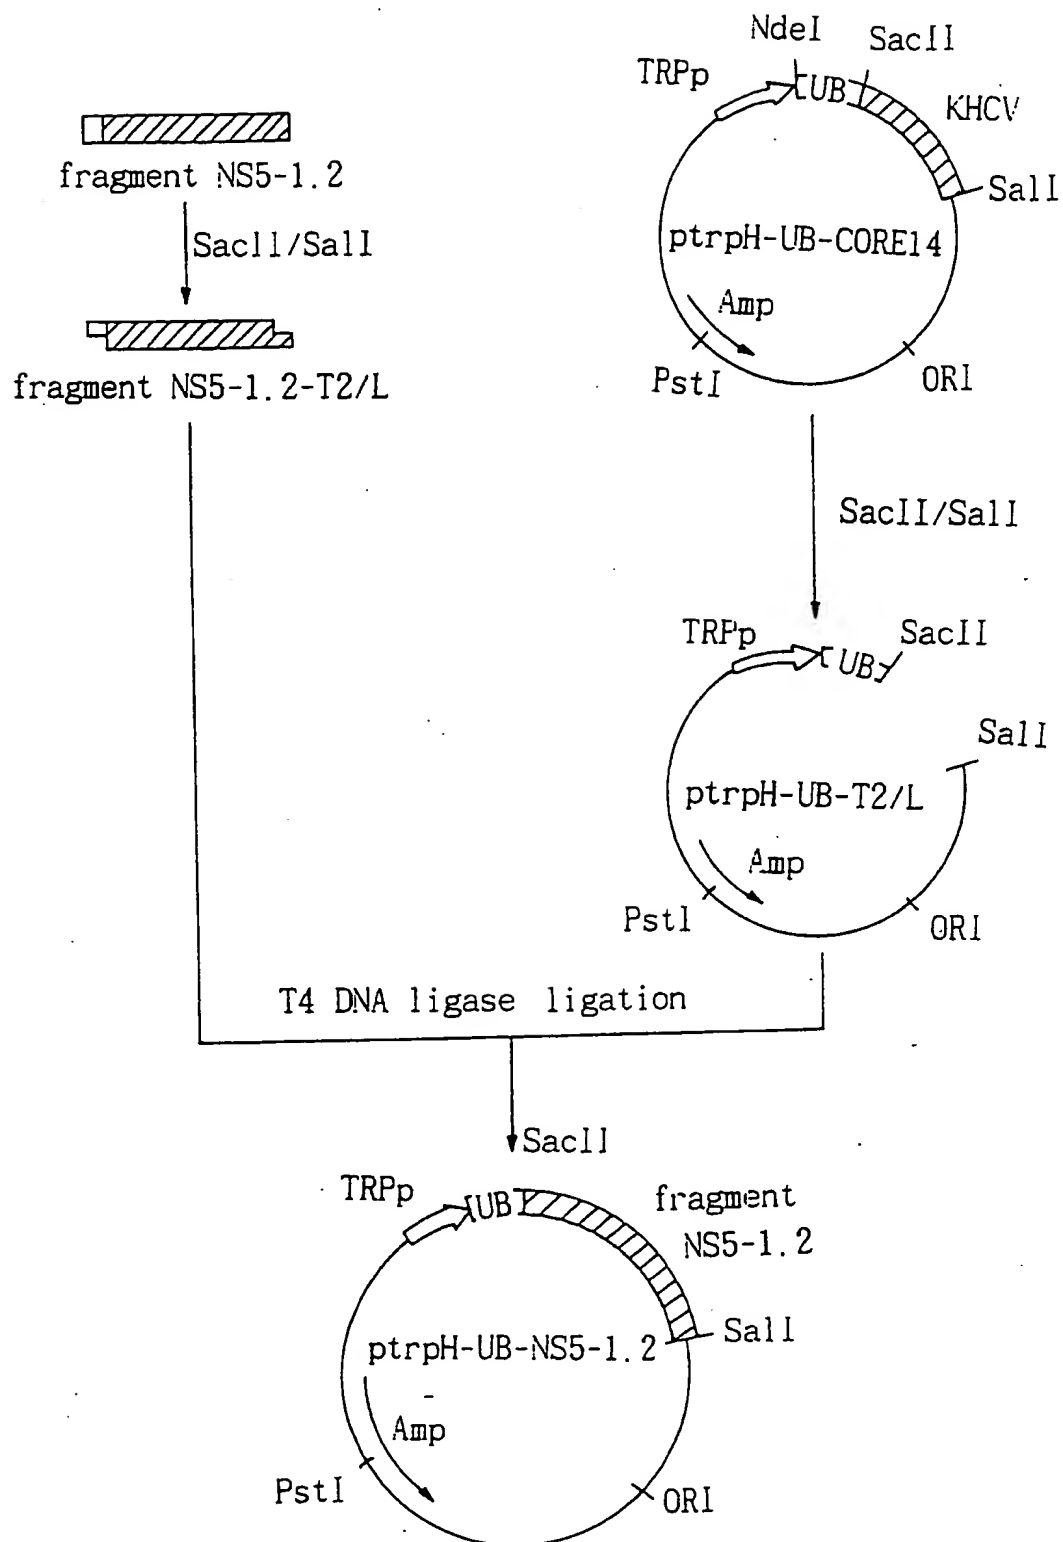 NdeI
SacII
TRPp
UB
KHCV
SalI
ptrpH-UB-CORE14
Amp
PstI
ORI
fragment NS5-1.2
SacII/SalI
fragment NS5-1.2-T2/L
SacII/SalI
TRPp
UB
SacII
SalI
ptrpH-UB-T2/L
Amp
PstI
ORI
T4 DNA ligase ligation
SacII
TRPp
UB
fragment
NS5-1.2
SalI
ptrpH-UB-NS5-1.2
Amp
PstI
ORI